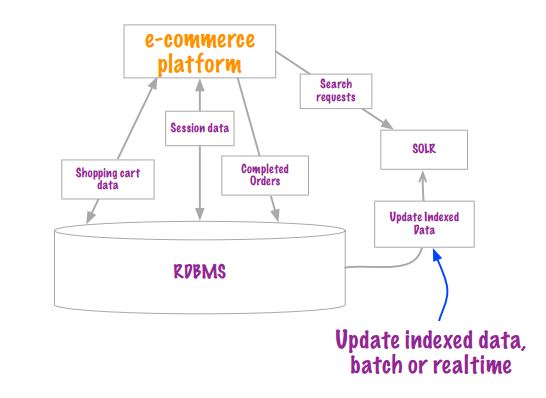 e-commerce
platform
Search
requests
Session data
SOLR
Shopping cart
data
Completed
Orders
Update Indexed
Data
RDBMS
Update indexed data,
batch or realtime